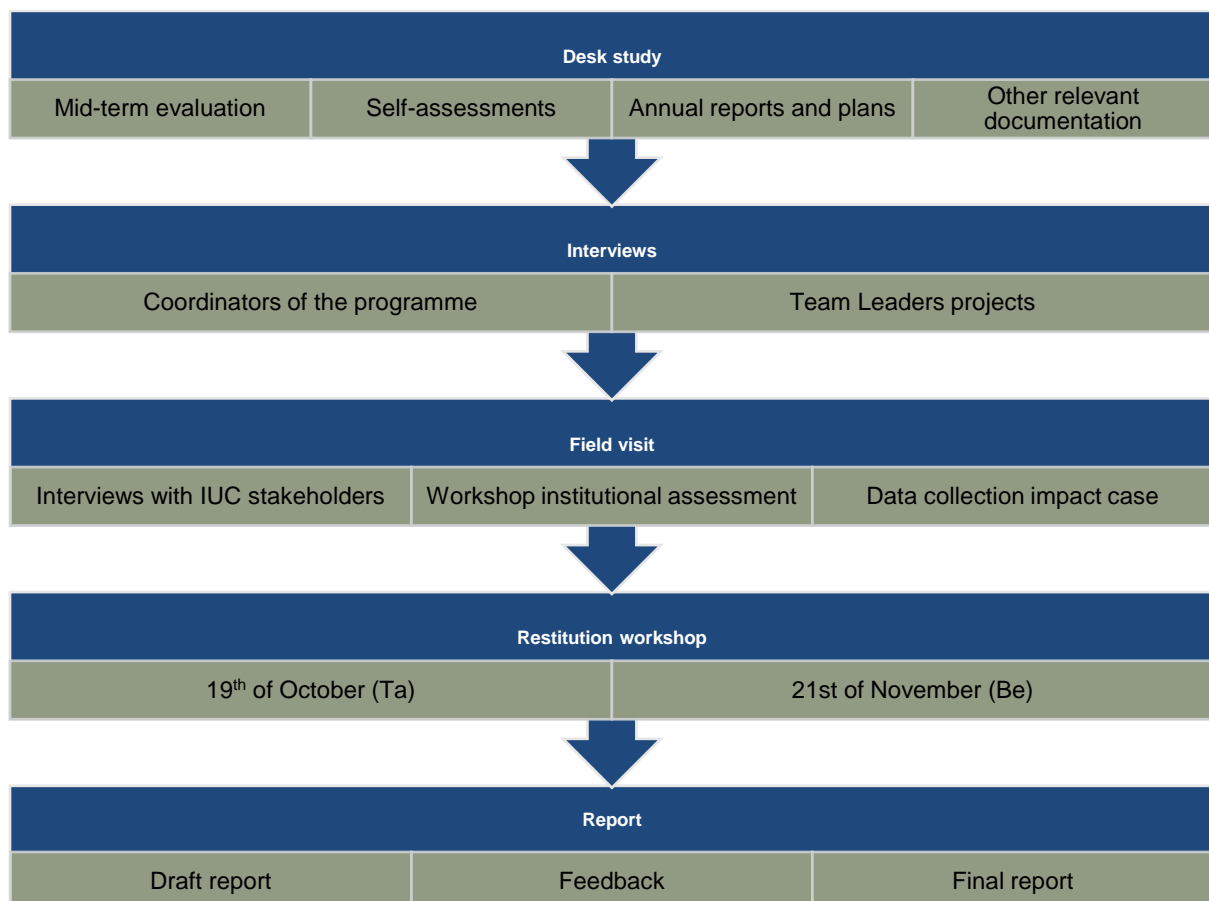 Desk study
Mid-term evaluation
Self-assessments
Annual reports and plans
Other relevant
documentation
Interviews
Coordinators of the programme
Team Leaders projects
Field visit
Interviews with IUC stakeholders
Workshop institutional assessment
Data collection impact case
Restitution workshop
19th of October (Ta)
21st of November (Be)
Report
Draft report
Feedback
Final report